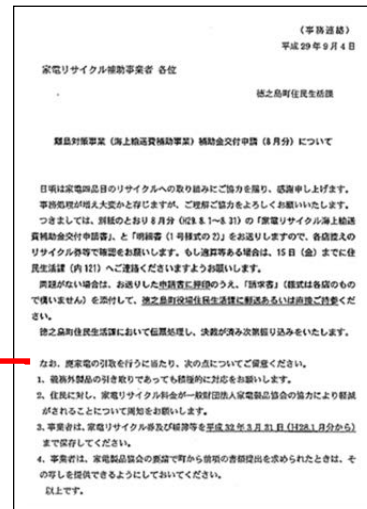 (事務連絡)
平成29年9月4日
家電リサイクル補助事業者 各位
徳之島町住民生活課
離島対策事業(海上輸送費補助事業)補助金交付申請(8月分)について
日頃は家電四品目のリサイクルへの取り組みにご協力を賜り、感謝申し上げます。
事務処理が増え大変かと存じますが、ご理解ご協力をよろしくお願いいたします。
つきましては、別紙のとおり8月分(H29.8.1~8.31)の「家電リサイクル海上輸送
費補助金交付申請書」、と「明細書(1号様式の2)」をお送りしますので、各店控えの
リサイクル券等で確認をお願いします。もし違算等ある場合は、15日(金)までに住
民生活課(内121)へご連絡くださいますようお願いします。
問題がない場合は、お送りした申請書に押印のうえ、「請求書」(様式は各店のもの
で構いません)を添付して、徳之島町役場住民生活課に郵送あるいは直接ご持参くだ
さい。
徳之島町住民生活課において伝票処理し、決裁が済み次第振り込みをいたします。
なお、廃家電の引取を行うに当たり、次の点についてご留意ください。
1、義務外製品の引き取りであっても積極的に対応をお願いします。
2、住民に対し、家電リサイクル料金が一般財団法人家電製品協会の協力により軽減
がされることについて周知をお願いします。
3、事業者は、家電リサイクル券及び帳簿等を平成32年3月31日(H28.1月分から)
まで保存してください。
4、事業者は、家電製品協会の要請で町から前項の書類提出を求められたときは、そ
の写しを提供できるようにしておいてください。
以上です。